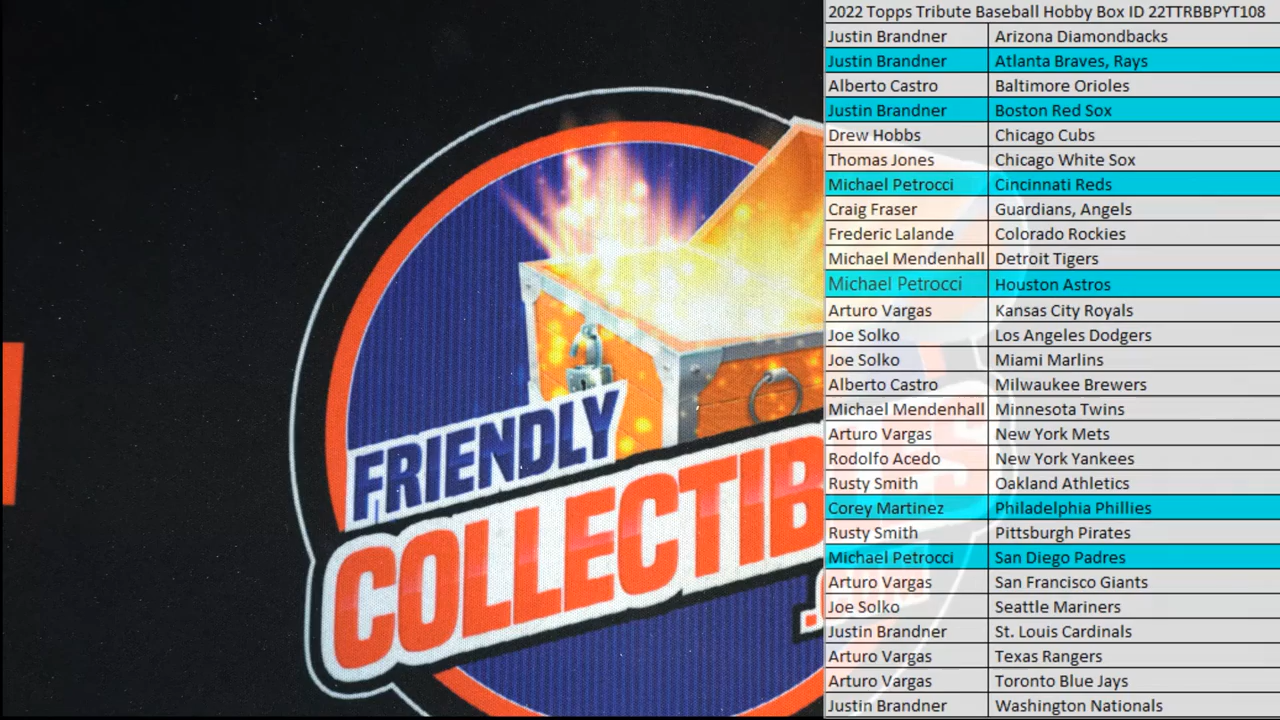 2022 Topps Tribute Baseball Hobby Box ID 22TTRBBPYT108
Justin Brandner Arizona Diamondbacks
Justin Brandner Atlanta Braves, Rays
Alberto Castro Baltimore Orioles
Justin Brandner Boston Red Sox
Drew Hobbs Chicago Cubs
Thomas Jones Chicago White Sox
Michael Petrocci Cincinnati Reds
Craig Fraser Guardians, Angels
Frederic Lalande Colorado Rockies
Michael Mendenhall Detroit Tigers
Michael Petrocci Houston Astros
Arturo Vargas Kansas City Royals
Joe Solko Los Angeles Dodgers
Joe Solko Miami Marlins
Alberto Castro Milwaukee Brewers
Michael Mendenhall Minnesota Twins
Arturo Vargas New York Mets
Rodolfo Acedo New York Yankees
Rusty Smith Oakland Athletics
Corey Martinez Philadelphia Phillies
Rusty Smith Pittsburgh Pirates
Michael Petrocci San Diego Padres
Arturo Vargas San Francisco Giants
Joe Solko Seattle Mariners
Justin Brandner St. Louis Cardinals
Arturo Vargas Texas Rangers
Arturo Vargas Toronto Blue Jays
Justin Brandner Washington Nationals
FRIENDLY
COLLECTIBLES
.com